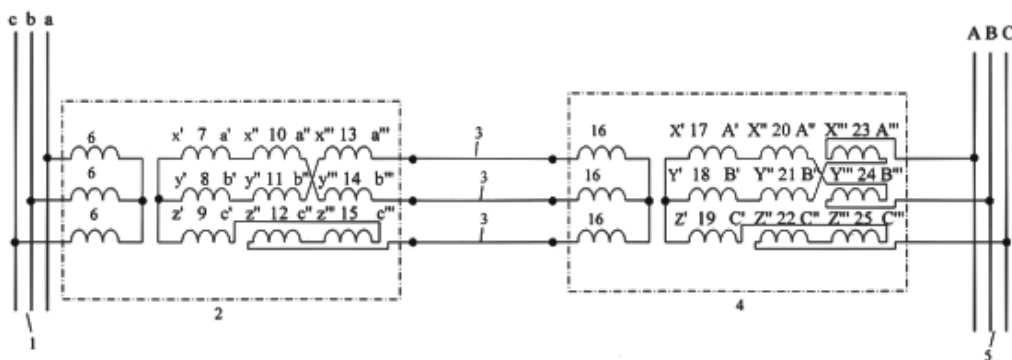 c b a
A B C
6 x' 7 a' x'' 10 a'' x''' 13 a''' 3 16 X' 17 A' X'' 20 A'' X''' 23 A'''
6 y' 8 b' y'' 11 b'' y''' 14 b''' 3 16 Y' 18 B' Y'' 21 B'' Y''' 24 B'''
6 z' 9 c' z'' 12 c'' z''' 15 c''' 3 16 Z' 19 C' Z'' 22 C'' Z''' 25 C'''
1 2 4 5